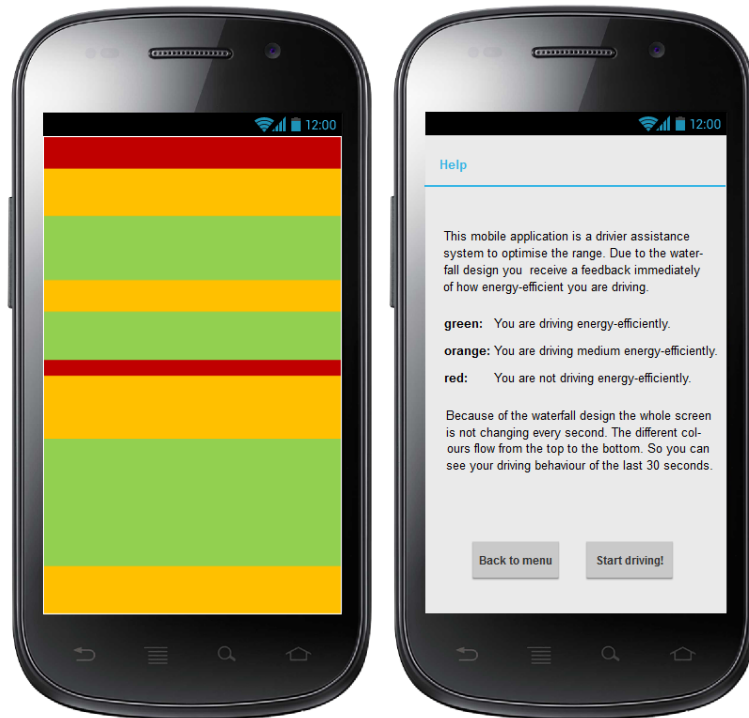 12:00
12:00
Help
This mobile application is a drivier assistance
system to optimise the range. Due to the water-
fall design you receive a feedback immediately
of how energy-efficient you are driving.
green: You are driving energy-efficiently.
orange: You are driving medium energy-efficiently.
red: You are not driving energy-efficiently.
Because of the waterfall design the whole screen
is not changing every second. The different col-
ours flow from the top to the bottom. So you can
see your driving behaviour of the last 30 seconds.
Back to menu Start driving!